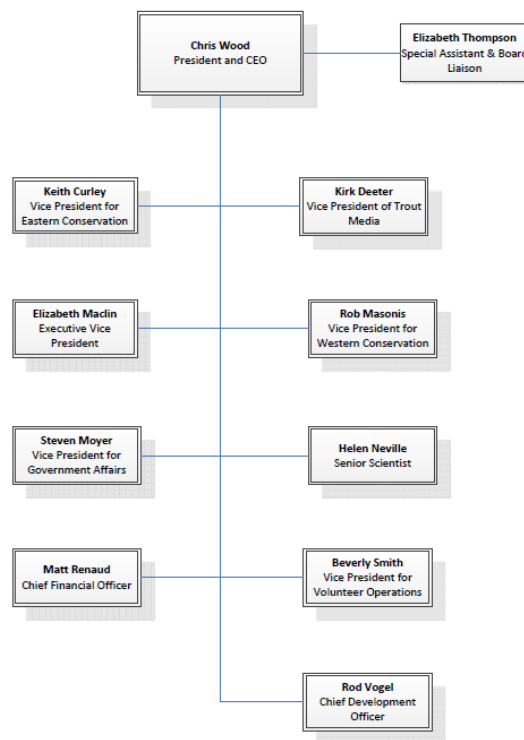 Chris Wood
President and CEO
Elizabeth Thompson
Special Assistant & Board
Liaison
Keith Curley
Vice President for
Eastern Conservation
Kirk Deeter
Vice President of Trout
Media
Elizabeth Maclin
Executive Vice
President
Rob Masonis
Vice President for
Western Conservation
Steven Moyer
Vice President for
Government Affairs
Helen Neville
Senior Scientist
Matt Renaud
Chief Financial Officer
Beverly Smith
Vice President for
Volunteer Operations
Rod Vogel
Chief Development
Officer